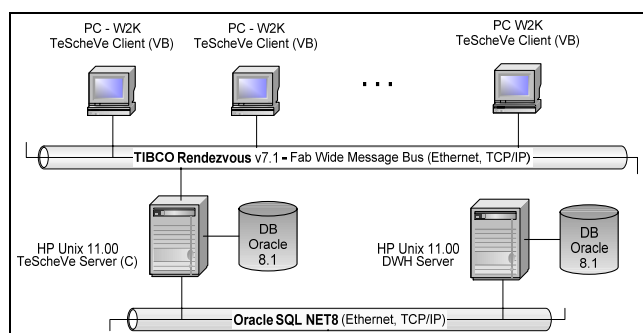 PC - W2K
TeScheVe Client (VB)
PC - W2K
TeScheVe Client (VB)
PC W2K
TeScheVe Client (VB)
. . .
TIBCO Rendezvous v7.1 - Fab Wide Message Bus (Ethernet, TCP/IP)
HP Unix 11.00
TeScheVe Server (C)
DB
Oracle
8.1
HP Unix 11.00
DWH Server
DB
Oracle
8.1
Oracle SQL NET8 (Ethernet, TCP/IP)